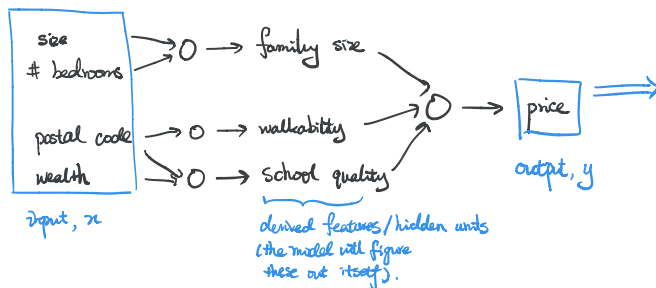 size
# bedrooms
postal code
wealth
input, x
family size
walkability
school quality
derived features/hidden units
(the model will figure
these out itself).
price
output, y